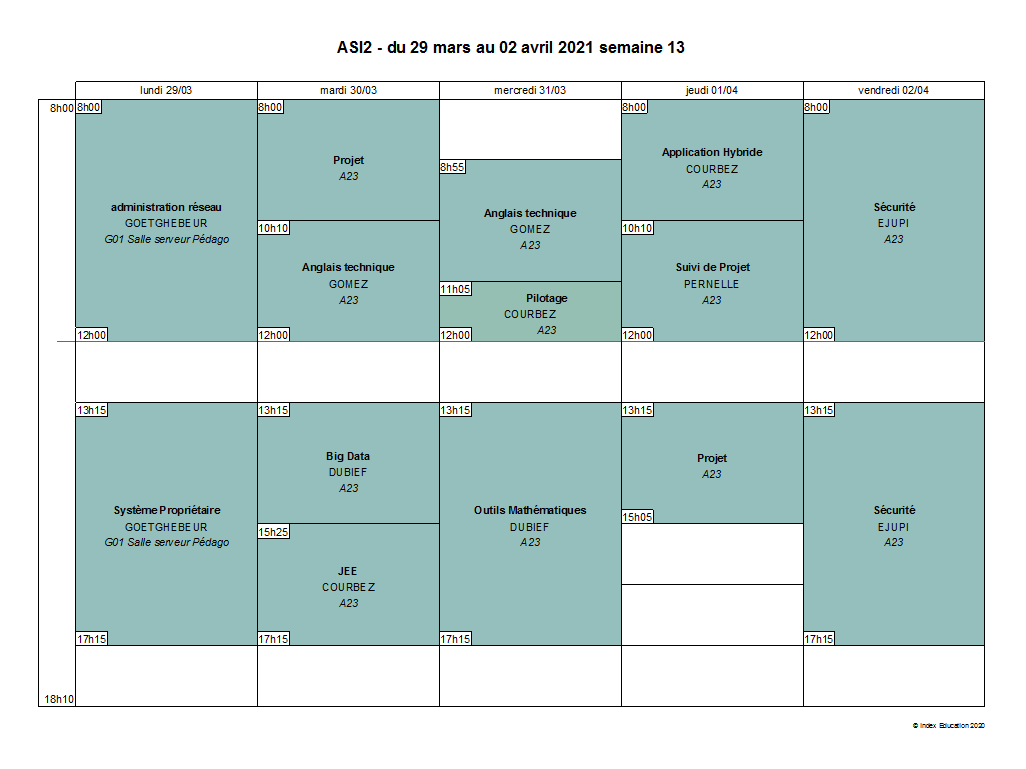 ASI2 - du 29 mars au 02 avril 2021 semaine 13
lundi 29/03
mardi 30/03
mercredi 31/03
jeudi 01/04
vendredi 02/04
8h00
18h10
8h00
administration réseau
GOETGHEBEUR
G01 Salle serveur Pédago
12h00
13h15
Système Propriétaire
GOETGHEBEUR
G01 Salle serveur Pédago
17h15
8h00
Projet
A23
10h10
Anglais technique
GOMEZ
A23
12h00
13h15
Big Data
DUBIEF
A23
15h25
JEE
COURBEZ
A23
17h15
8h55
Anglais technique
GOMEZ
A23
11h05
Pilotage
COURBEZ
A23
12h00
13h15
Outils Mathématiques
DUBIEF
A23
17h15
8h00
Application Hybride
COURBEZ
A23
10h10
Suivi de Projet
PERNELLE
A23
12h00
13h15
Projet
A23
15h05
8h00
Sécurité
EJUPI
A23
12h00
13h15
Sécurité
EJUPI
A23
17h15
© Index Education 2020